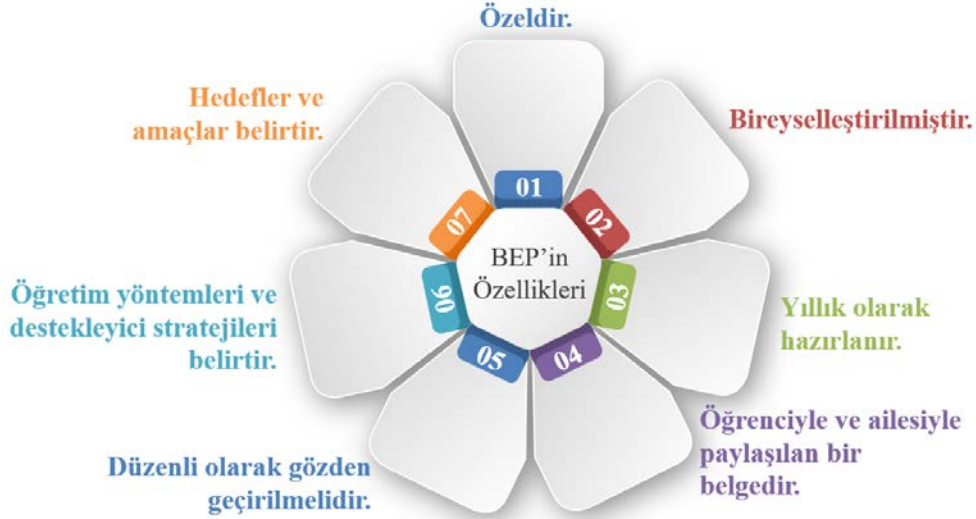 BEP’in
Özellikleri
01
Özeldir.
02
Bireyselleştirilmiştir.
03
Yıllık olarak
hazırlanır.
04
Öğrenciyle ve ailesiyle
paylaşılan bir
belgedir.
05
Düzenli olarak gözden
geçirilmelidir.
06
Öğretim yöntemleri ve
destekleyici stratejileri
belirtir.
07
Hedefler ve
amaçlar belirtir.